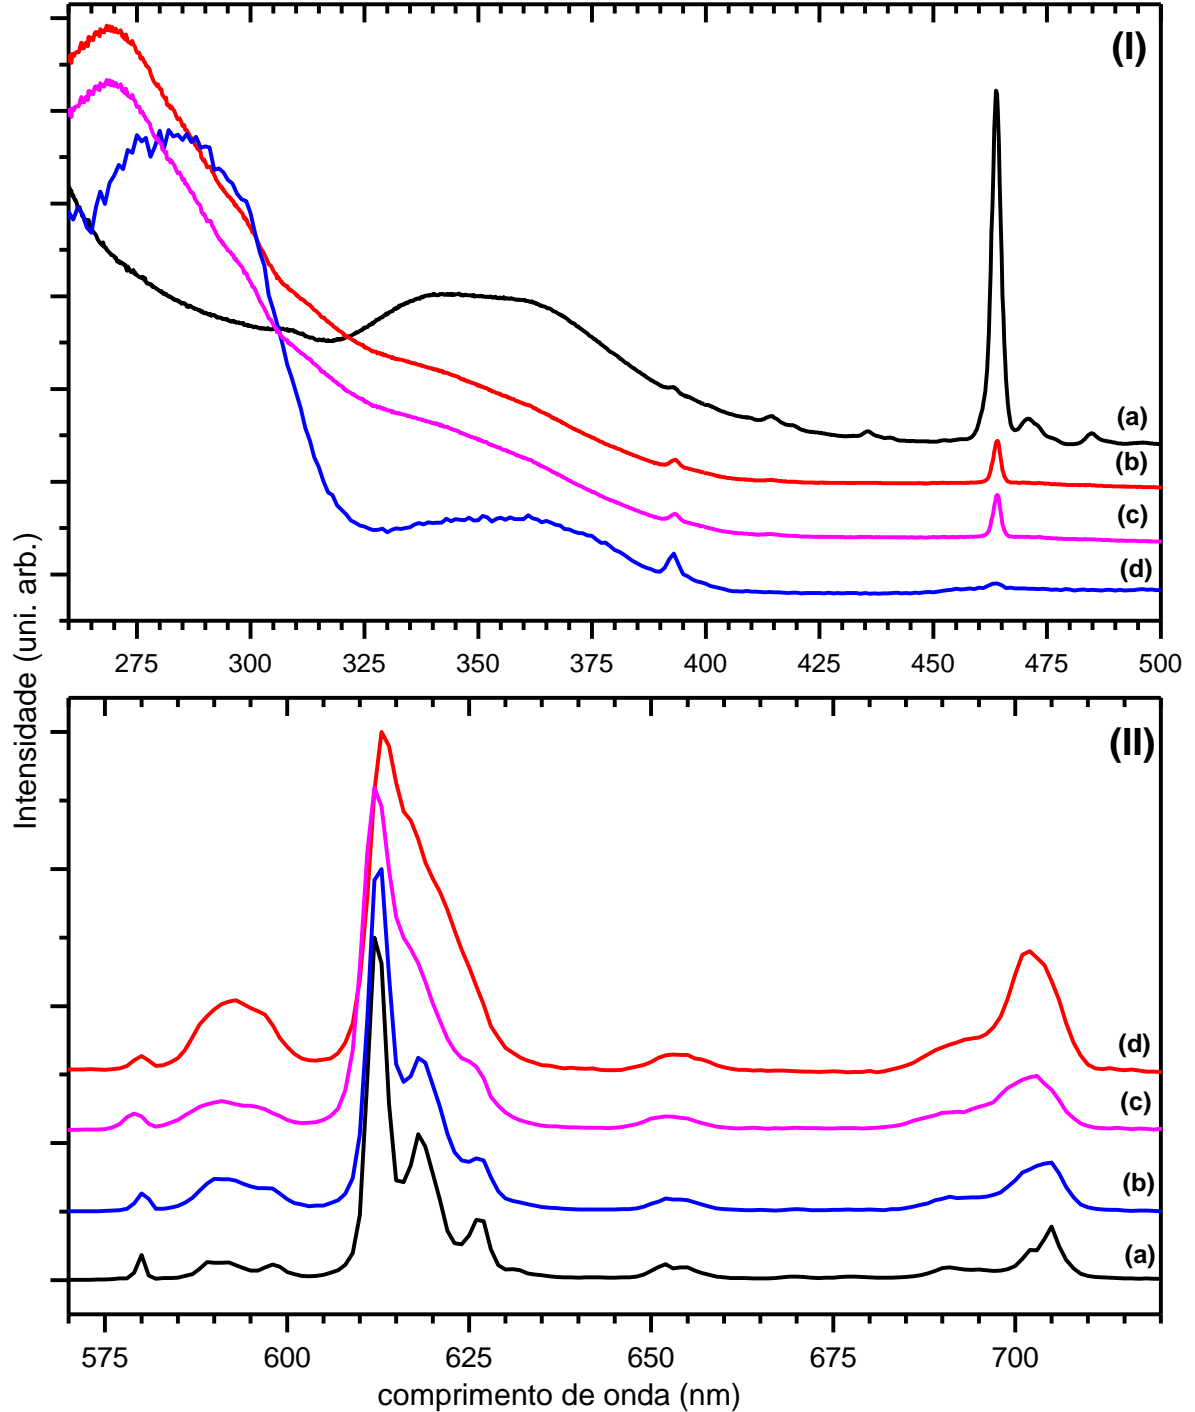 (I)
(a)
(b)
(c)
(d)
275 300 325 350 375 400 425 450 475 500
Intensidade (uni. arb.)
(II)
(d)
(c)
(b)
(a)
575 600 625 650 675 700
comprimento de onda (nm)